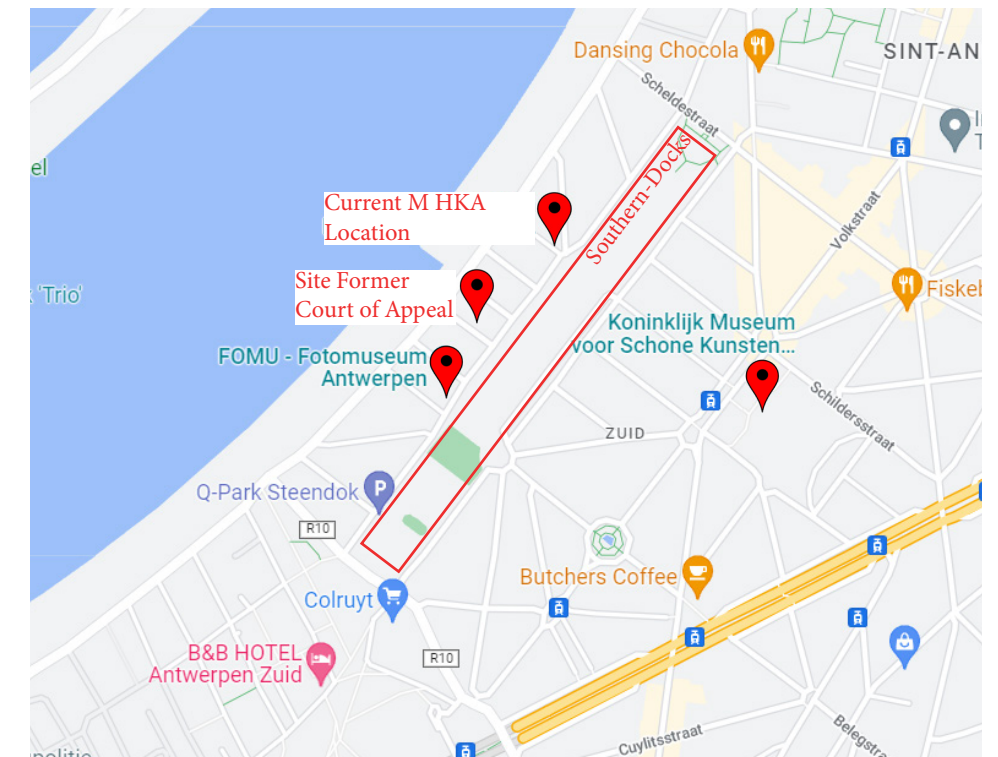 Dansing Chocola
SINT-AN
Scheldestraat
el
Current M HKA
Location
Southern-Docks
Volkstraat
'Trio'
Site Former
Court of Appeal
Fiskeb
Koninklijk Museum
voor Schone Kunsten...
FOMU - Fotomuseum
Antwerpen
Schildersstraat
ZUID
Q-Park Steendok
P
R10
Butchers Coffee
Colruyt
B&B HOTEL
Antwerpen Zuid
R10
Cuylitsstraat
Belegstra